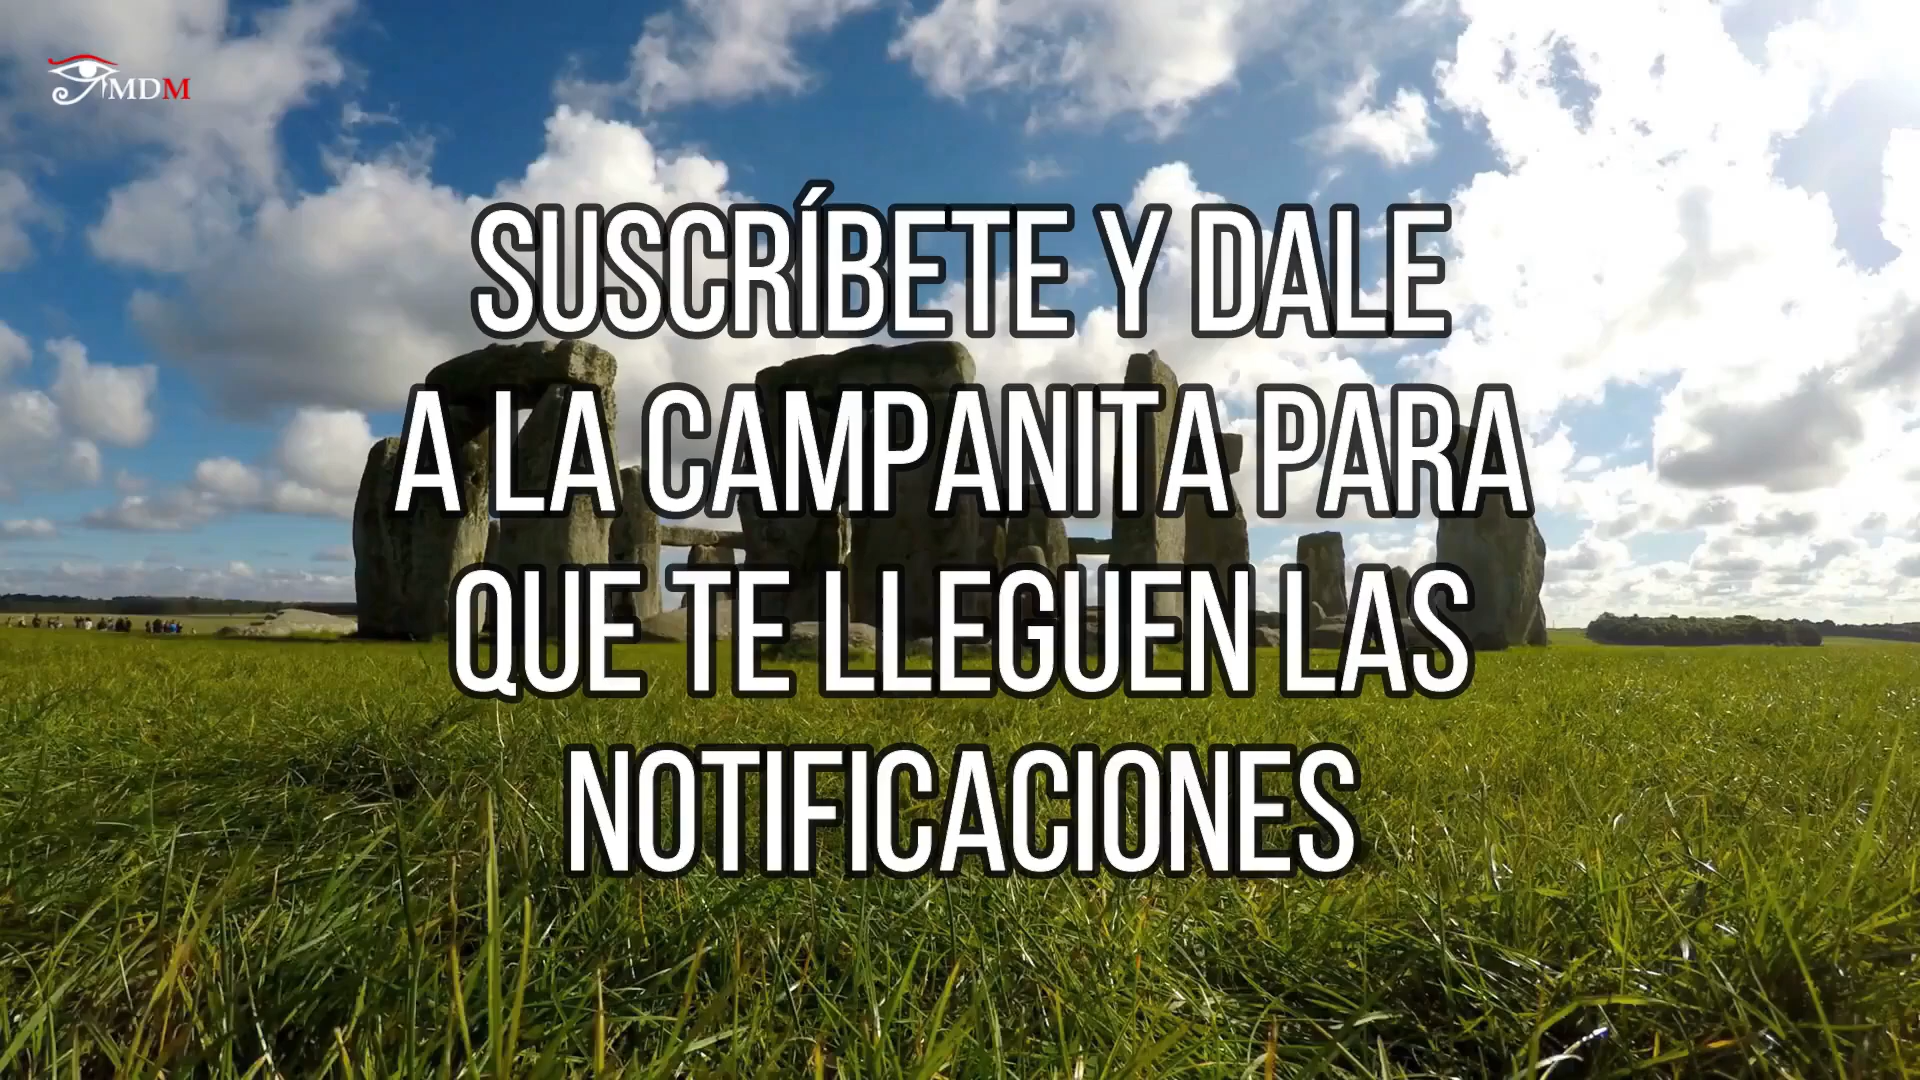 MDM
SUSCRÍBETE Y DALE
A LA CAMPANITA PARA
QUE TE LLEGUEN LAS
NOTIFICACIONES